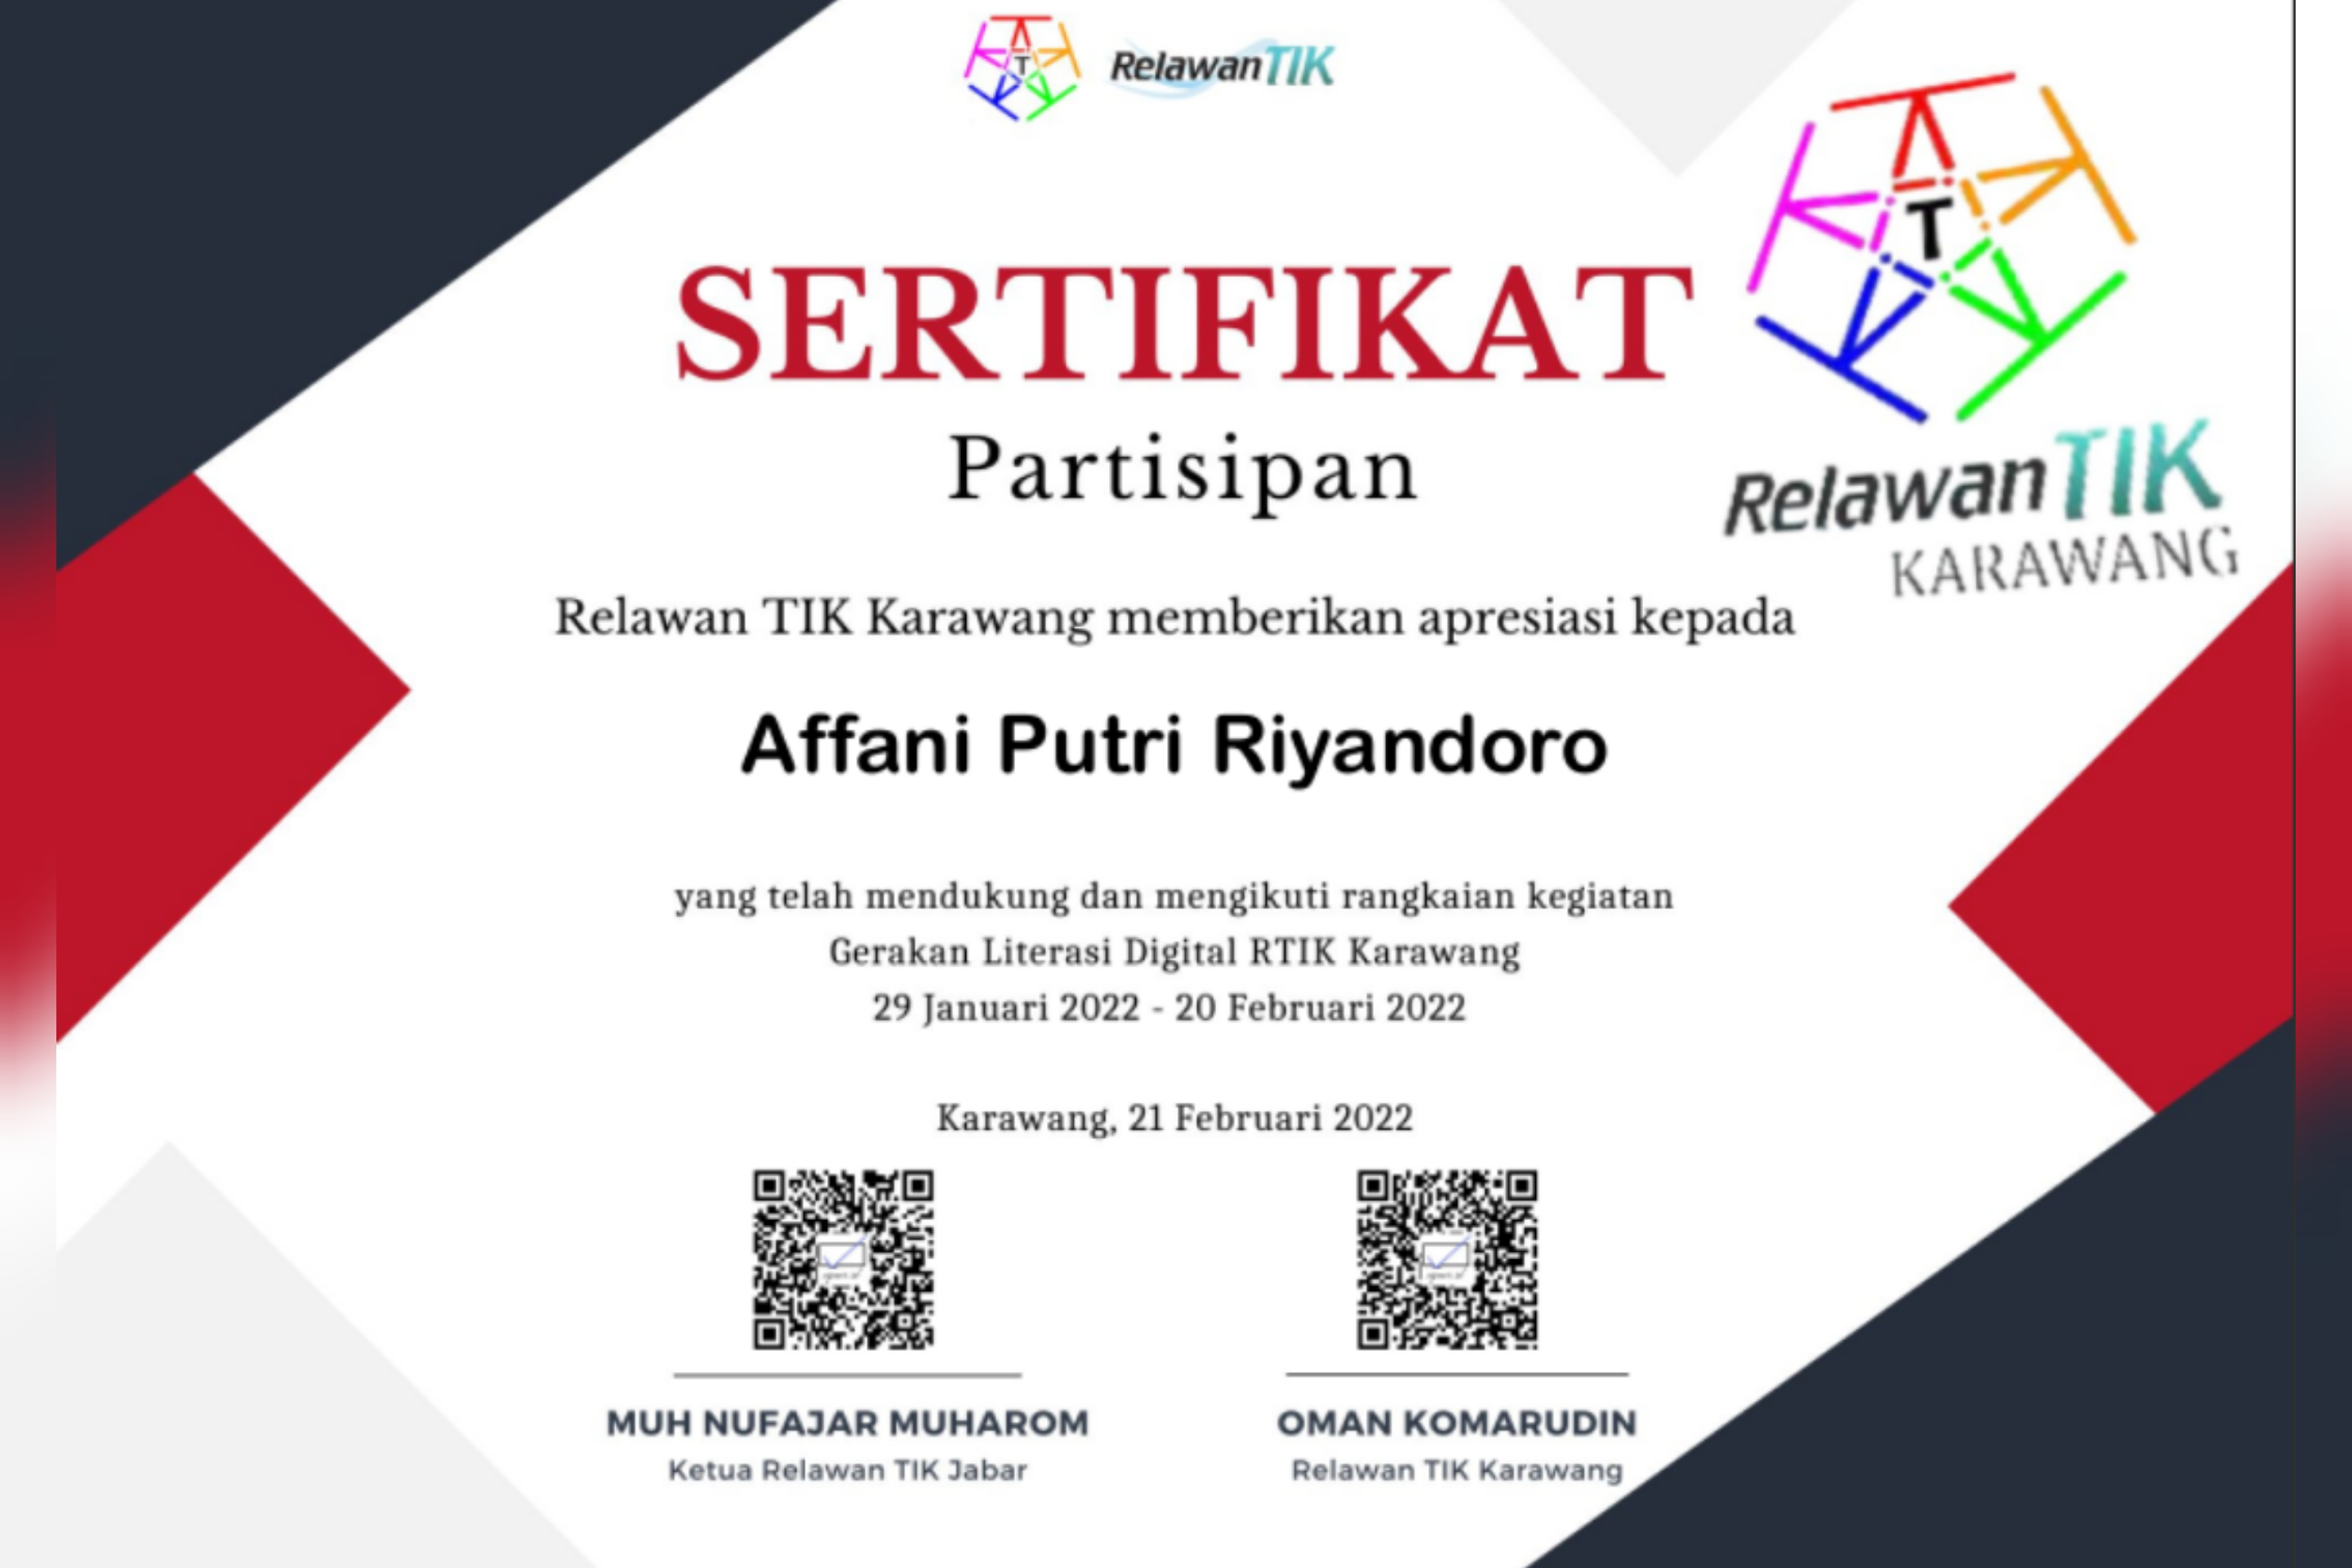 T
RelawanTIK
T
RelawanTIK
KARAWANG
SERTIFIKAT
Partisipan
Relawan TIK Karawang memberikan apresiasi kepada
Affani Putri Riyandoro
yang telah mendukung dan mengikuti rangkaian kegiatan
Gerakan Literasi Digital RTIK Karawang
29 Januari 2022 - 20 Februari 2022
Karawang, 21 Februari 2022
MUH NUFAJAR MUHAROM
Ketua Relawan TIK Jabar
OMAN KOMARUDIN
Relawan TIK Karawang